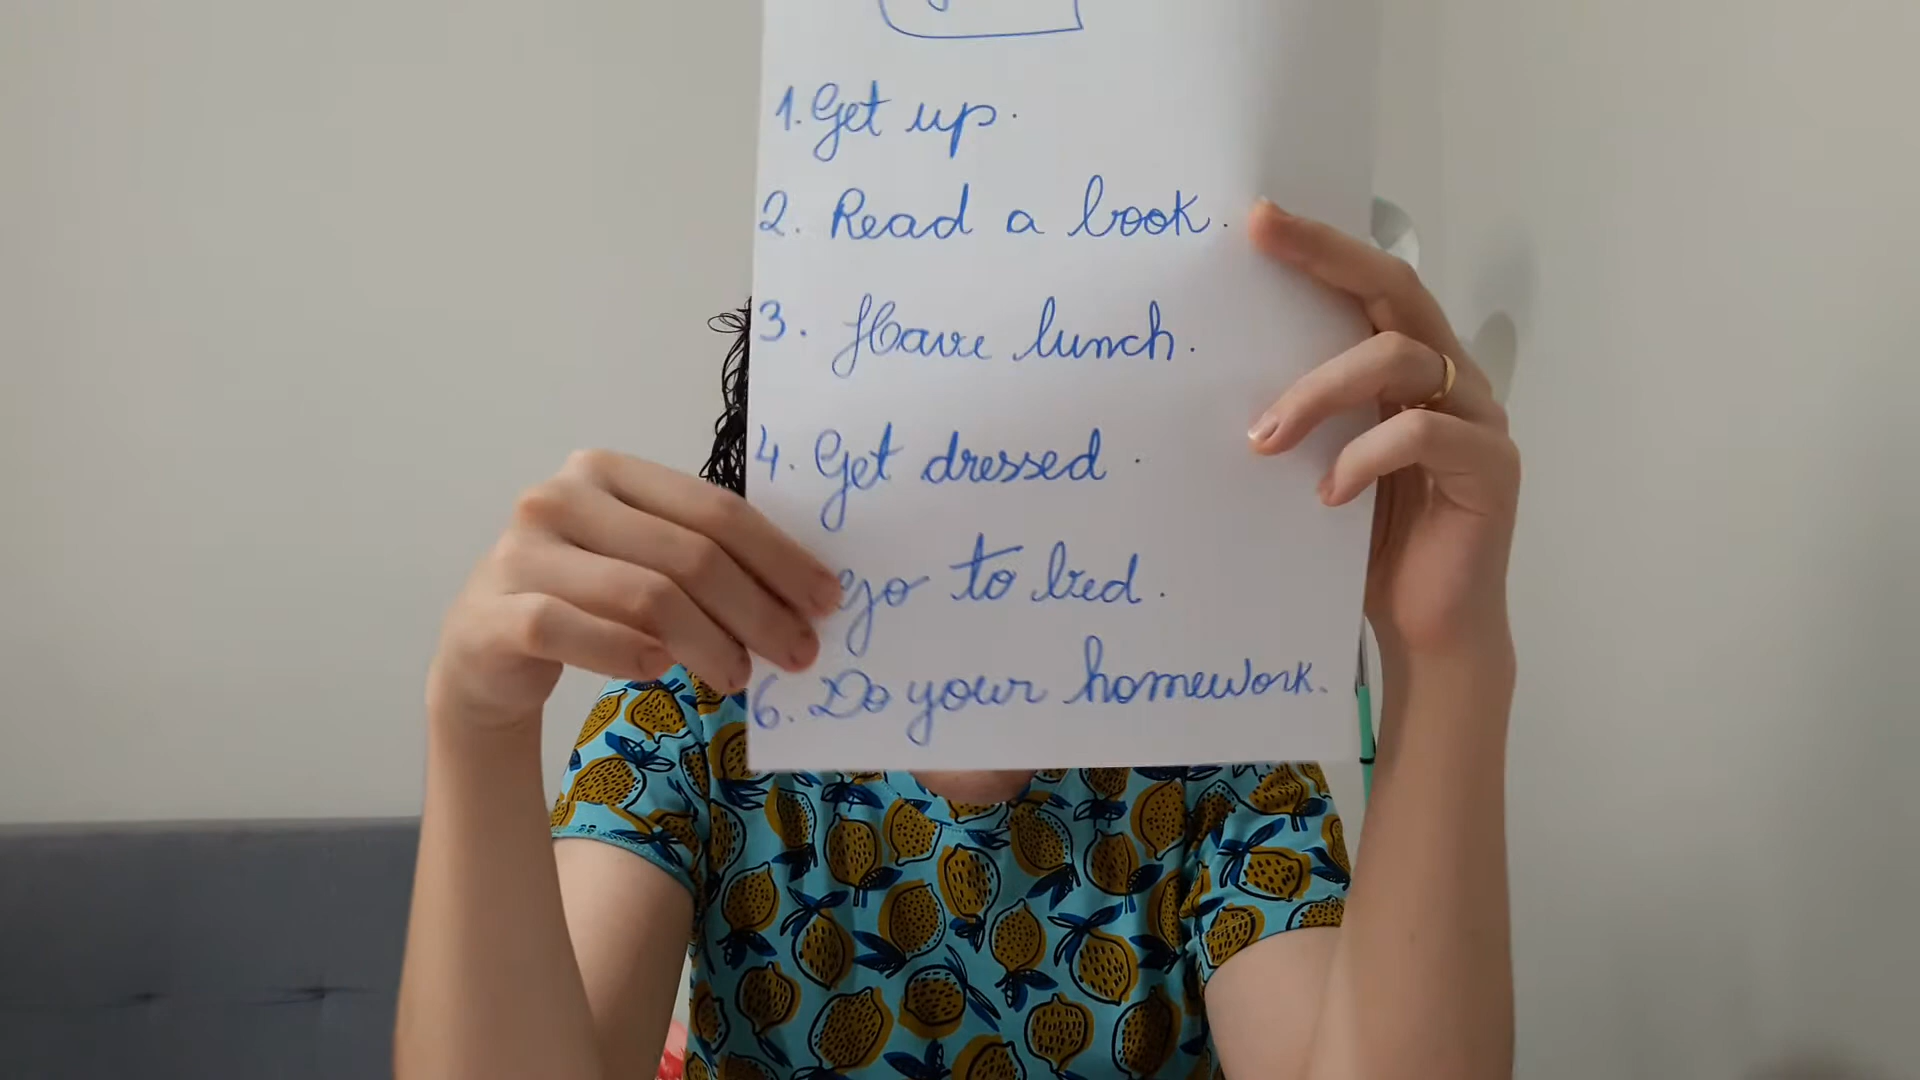 1. Get up.
2. Read a book.
3. Have lunch.
4. Get dressed.
Go to bed.
6. Do your homework.